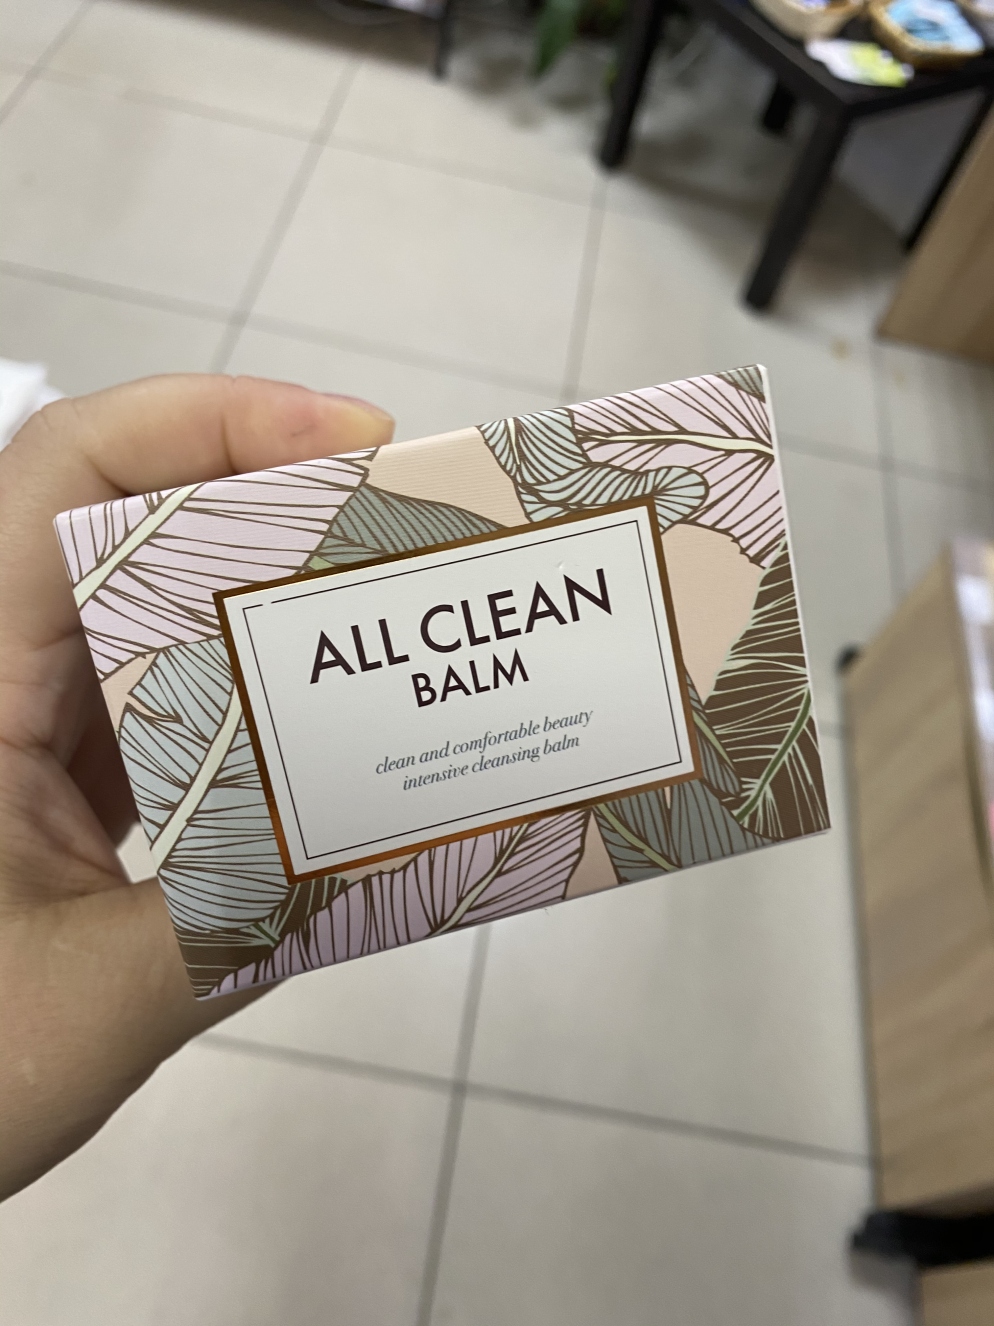 ALL CLEAN
BALM
clean and comfortable beauty
intensive cleansing balm